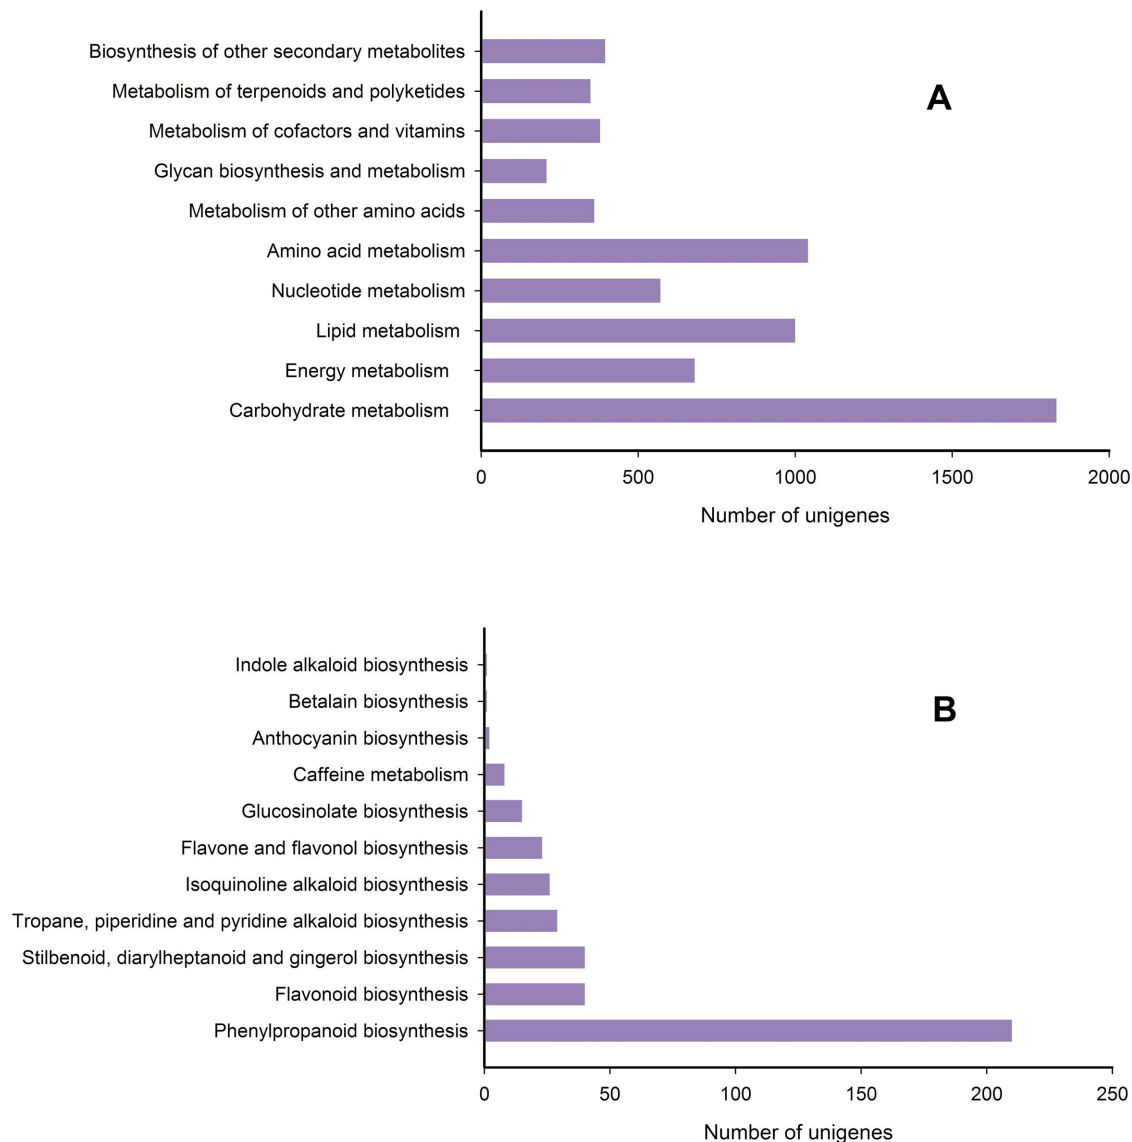 Biosynthesis of other secondary metabolites
Metabolism of terpenoids and polyketides
A
Metabolism of cofactors and vitamins
Glycan biosynthesis and metabolism
Metabolism of other amino acids
Amino acid metabolism
Nucleotide metabolism
Lipid metabolism
Energy metabolism
Carbohydrate metabolism
0 500 1000 1500 2000
Number of unigenes
Indole alkaloid biosynthesis
Betalain biosynthesis
B
Anthocyanin biosynthesis
Caffeine metabolism
Glucosinolate biosynthesis
Flavone and flavonol biosynthesis
Isoquinoline alkaloid biosynthesis
Tropane, piperidine and pyridine alkaloid biosynthesis
Stilbenoid, diarylheptanoid and gingerol biosynthesis
Flavonoid biosynthesis
Phenylpropanoid biosynthesis
0 50 100 150 200 250
Number of unigenes